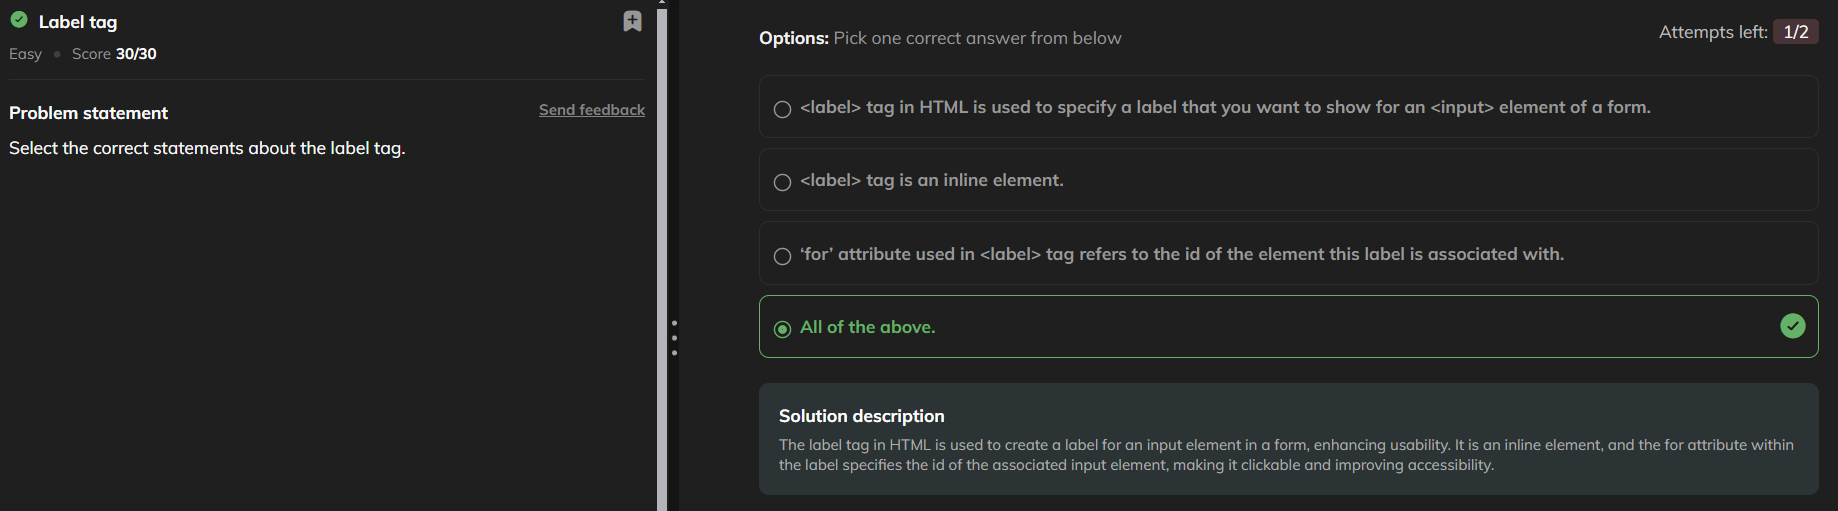 Label tag
Easy • Score 30/30
Problem statement
Send feedback
Select the correct statements about the label tag.
Options: Pick one correct answer from below
Attempts left: 1/2
<label> tag in HTML is used to specify a label that you want to show for an <input> element of a form.
<label> tag is an inline element.
‘for’ attribute used in <label> tag refers to the id of the element this label is associated with.
All of the above.
Solution description
The label tag in HTML is used to create a label for an input element in a form, enhancing usability. It is an inline element, and the for attribute within
the label specifies the id of the associated input element, making it clickable and improving accessibility.